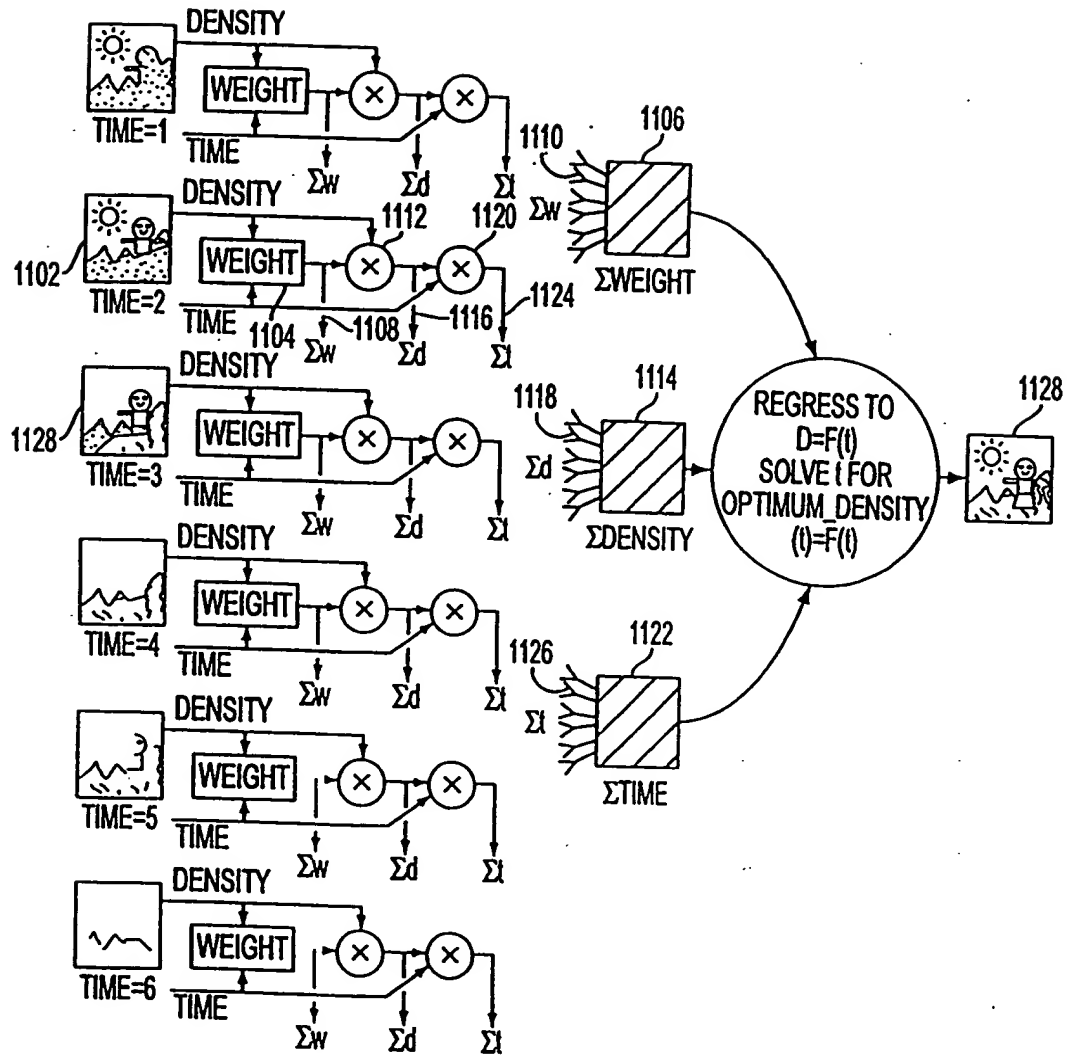 DENSITY
WEIGHT
TIME=1
TIME
Σw
Σd
Σt
DENSITY
1112
1120
1102
WEIGHT
TIME=2
1124
TIME
1104
1108
1116
Σw
Σd
Σt
DENSITY
1128
WEIGHT
TIME=3
TIME
Σw
Σd
Σt
DENSITY
WEIGHT
TIME=4
TIME
Σw
Σd
Σt
DENSITY
WEIGHT
TIME=5
TIME
Σw
Σd
Σt
DENSITY
WEIGHT
TIME=6
TIME
Σw
Σd
Σt
1110
1106
Σw
ΣWEIGHT
1118
1114
Σd
ΣDENSITY
1126
1122
Σt
ΣTIME
REGRESS TO
D=F(t)
SOLVE t FOR
OPTIMUM_DENSITY
(t)=F(t)
1128